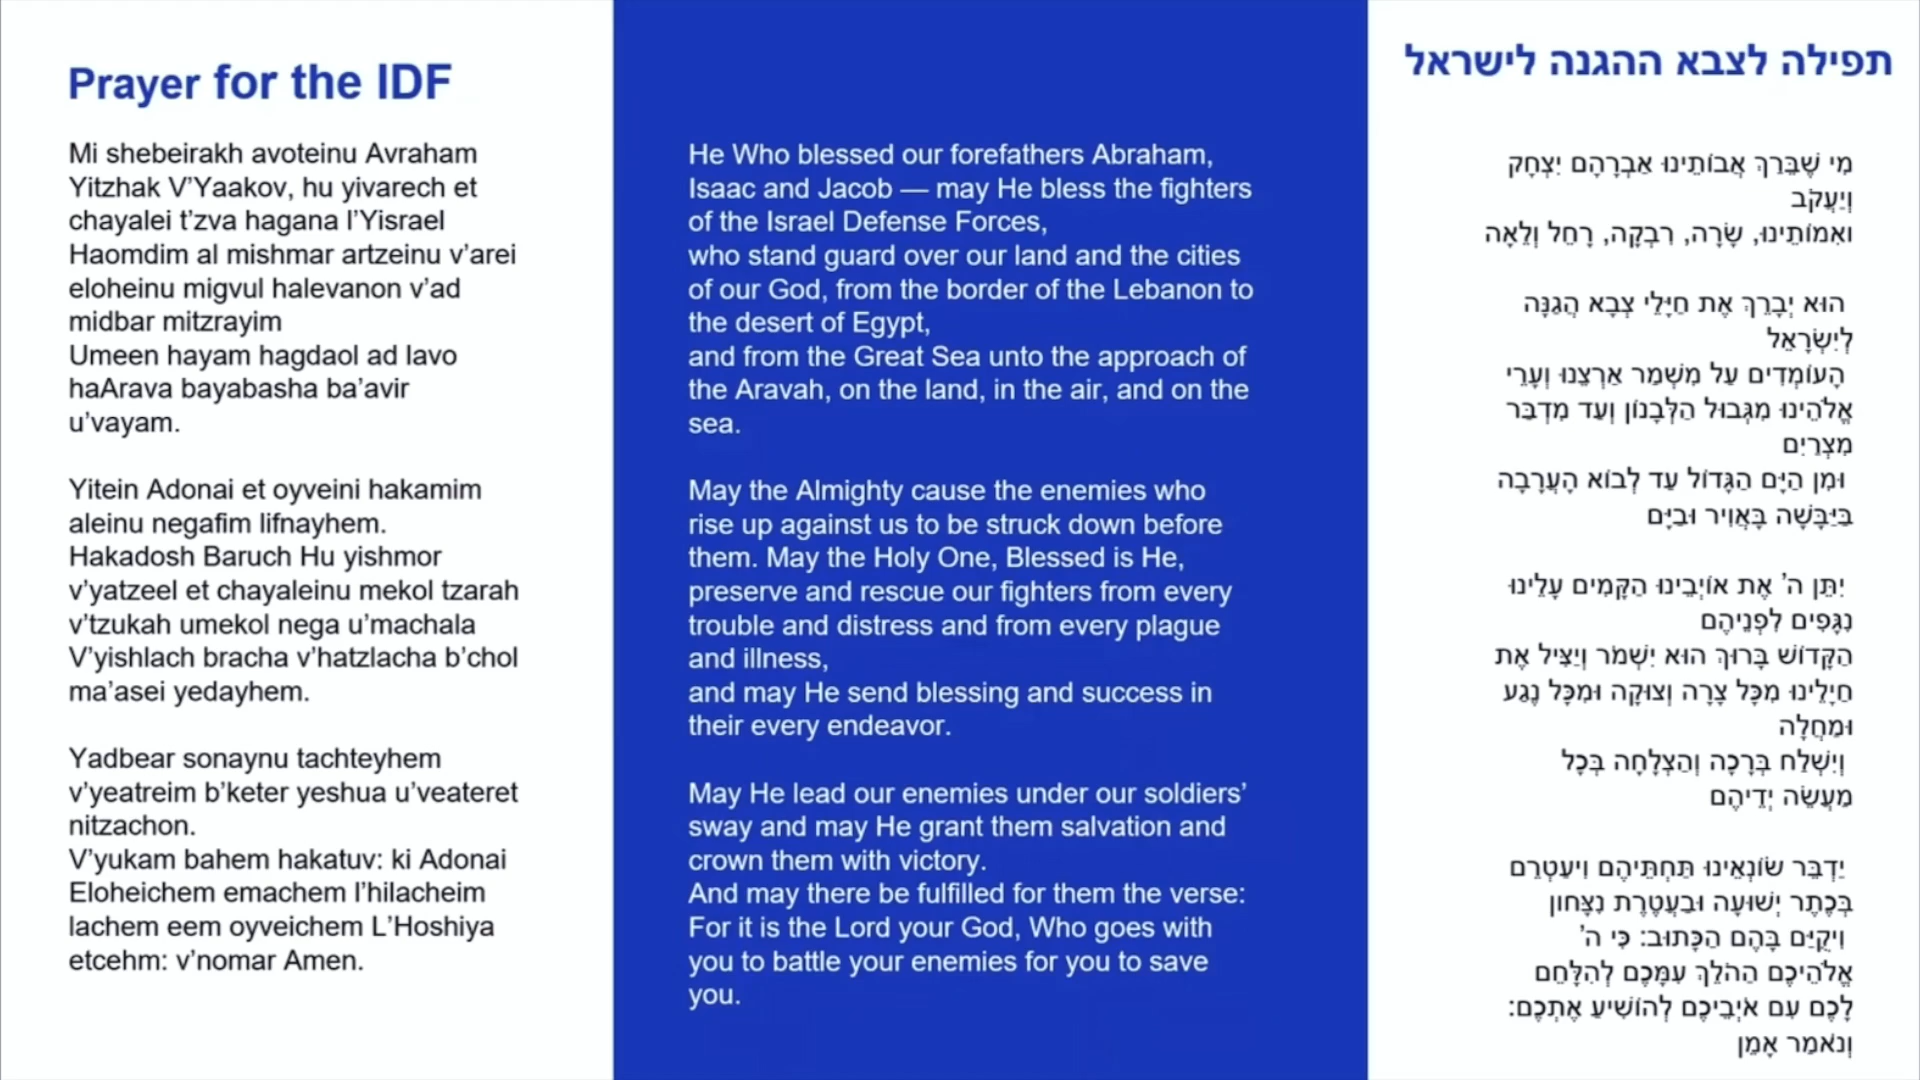 Prayer for the IDF
Mi shebeirakh avoteinu Avraham
Yitzhak V’Yaakov, hu yivarech et
chayalei t’zva hagana l’Yisrael
Haomdim al mishmar artzeinu v’arei
eloheinu migvul halevanon v’ad
midbar mitzrayim
Umeen hayam hagdaol ad lavo
haArava bayabasha ba’avir
u’vayam.
Yitein Adonai et oyveini hakamim
aleinu negafim lifnayhem.
Hakadosh Baruch Hu yishmor
v’yatzeel et chayaleinu mekol tzarah
v’tzukah umekol nega u’machala
V’yishlach bracha v’hatzlacha b’chol
ma’asei yedayhem.
Yadbear sonaynu tachteyhem
v’yeatreim b’keter yeshua u’veateret
nitzachon.
V’yukam bahem hakatuv: ki Adonai
Eloheichem emachem l’hilacheim
lachem eem oyveichem L’Hoshiya
etcehm: v’nomar Amen.
He Who blessed our forefathers Abraham,
Isaac and Jacob — may He bless the fighters
of the Israel Defense Forces,
who stand guard over our land and the cities
of our God, from the border of the Lebanon to
the desert of Egypt,
and from the Great Sea unto the approach of
the Aravah, on the land, in the air, and on the
sea.
May the Almighty cause the enemies who
rise up against us to be struck down before
them. May the Holy One, Blessed is He,
preserve and rescue our fighters from every
trouble and distress and from every plague
and illness,
and may He send blessing and success in
their every endeavor.
May He lead our enemies under our soldiers’
sway and may He grant them salvation and
crown them with victory.
And may there be fulfilled for them the verse:
For it is the Lord your God, Who goes with
you to battle your enemies for you to save
you.
תפילה לצבא ההגנה לישראל
מִי שֶׁבֵּרַךְ אֲבוֹתֵינוּ אַבְרָהָם יִצְחָק
וְיַעֲקֹב
וְאִמוֹתֵינוּ, שָׂרָה, רִבְקָה, רָחֵל וְלֵאָה
הוּא יְבָרֵךְ אֶת חַיָּלֵי צְבָא הֲגַנָּה
לְיִשְׂרָאֵל
הָעוֹמְדִים עַל מִשְׁמַר אַרְצֵנוּ וְעָרֵי
אֱלֹהֵינוּ מִגְּבוּל הַלְּבָנוֹן וְעַד מִדְבַּר
מִצְרַיִם
וּמִן הַיָּם הַגָּדוֹל עַד לְבוֹא הָעֲרָבָה
בַּיַּבָּשָׁה בָּאֲוִיר וּבַיָּם
יִתֵּן ה’ אֶת אוֹיְבֵינוּ הַקָּמִים עָלֵינוּ
נִגָּפִים לִפְנֵיהֶם
הַקָּדוֹשׁ בָּרוּךְ הוּא יִשְׁמֹר וְיַצִּיל אֶת
חַיָלֵינוּ מִכָּל צָרָה וְצוּקָה וּמִכָּל נֶגַע
וּמַחֲלָה
וְיִשְׁלַח בְּרָכָה וְהַצְלָחָה בְּכָל
מַעֲשֵׂה יְדֵיהֶם
יַדְבֵּר שׂוֹנְאֵינוּ תַּחְתֵּיהֶם וִיעַטְרֵם
בְּכֶתֶר יְשׁוּעָה וּבַעֲטֶרֶת נִצָּחוֹן
וִיקֻיַּם בָּהֶם הַכָּתוּב: כִּי ה’
אֱלֹהֵיכֶם הַהֹלֵךְ עִמָּכֶם לְהִלָּחֵם
לָכֶם עִם אֹיְבֵיכֶם לְהוֹשִׁיעַ אֶתְכֶם:
וְנֹאמַר אָמֵן